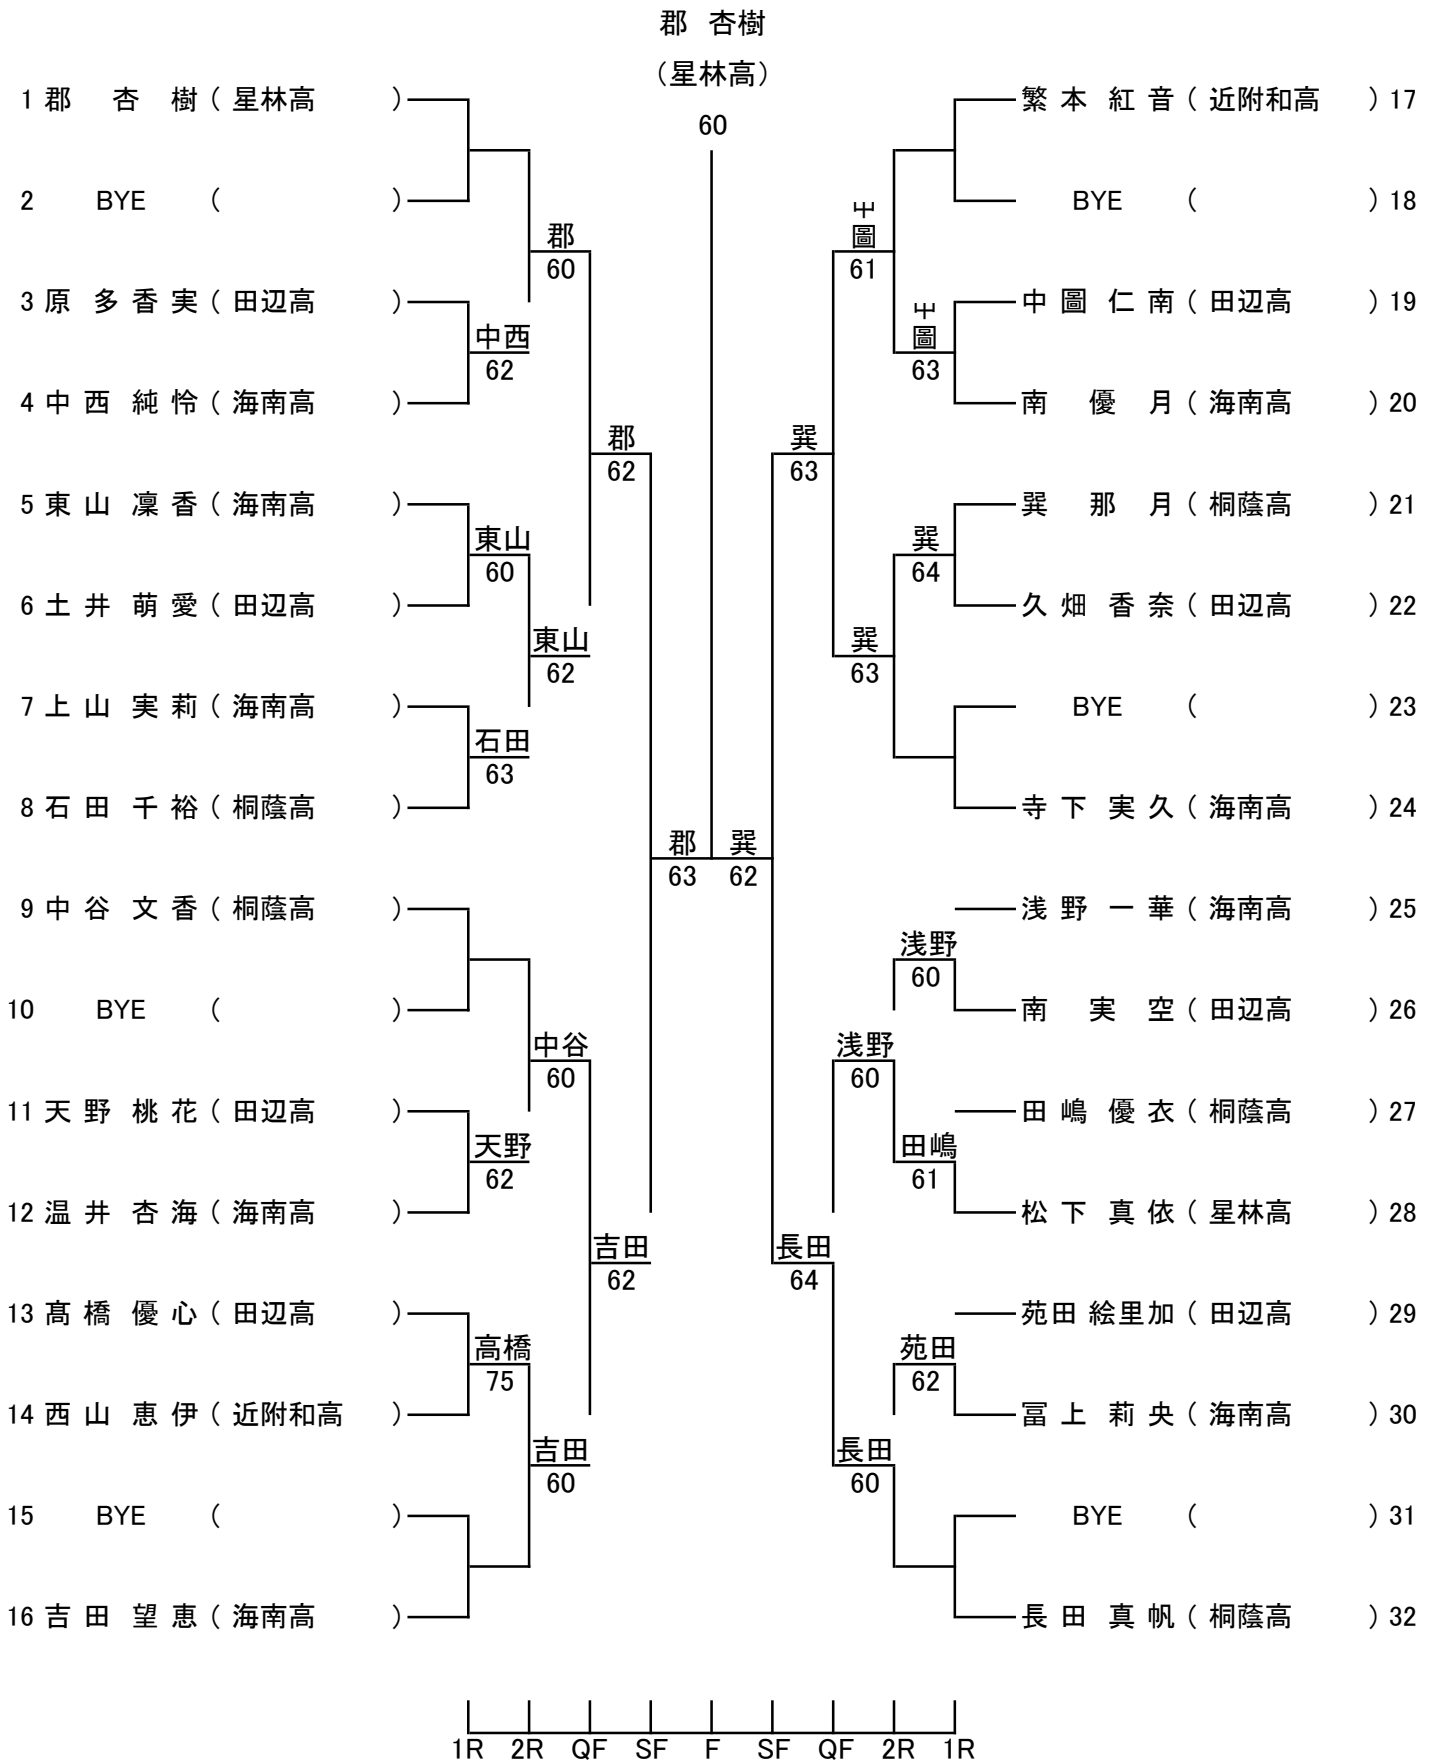 郡 杏樹
(星林高)
60
1 郡 杏 樹 ( 星林高 )
2 BYE ( )
郡
60
3 原 多 香 実 ( 田辺高 )
中西
62
4 中 西 純 怜 ( 海南高 )
郡
62
5 東 山 凜 香 ( 海南高 )
東山
60
6 土 井 萌 愛 ( 田辺高 )
東山
62
7 上 山 実 莉 ( 海南高 )
石田
63
8 石 田 千 裕 ( 桐蔭高 )
郡
63
9 中 谷 文 香 ( 桐蔭高 )
10 BYE ( )
中谷
60
11 天 野 桃 花 ( 田辺高 )
天野
62
12 温 井 杏 海 ( 海南高 )
吉田
62
13 髙 橋 優 心 ( 田辺高 )
高橋
75
14 西 山 恵 伊 ( 近附和高 )
吉田
60
15 BYE ( )
16 吉 田 望 恵 ( 海南高 )
繁 本 紅 音 ( 近附和高 ) 17
BYE ( ) 18
中圖
61
中 圖 仁 南 ( 田辺高 ) 19
中圖
63
南 優 月 ( 海南高 ) 20
巽
63
巽 那 月 ( 桐蔭高 ) 21
巽
64
久 畑 香 奈 ( 田辺高 ) 22
巽
63
BYE ( ) 23
寺 下 実 久 ( 海南高 ) 24
巽
62
浅 野 一 華 ( 海南高 ) 25
浅野
60
南 実 空 ( 田辺高 ) 26
浅野
60
田 嶋 優 衣 ( 桐蔭高 ) 27
田嶋
61
松 下 真 依 ( 星林高 ) 28
長田
64
苑田 絵里加 ( 田辺高 ) 29
苑田
62
冨 上 莉 央 ( 海南高 ) 30
長田
60
BYE ( ) 31
長 田 真 帆 ( 桐蔭高 ) 32
1R 2R QF SF F SF QF 2R 1R